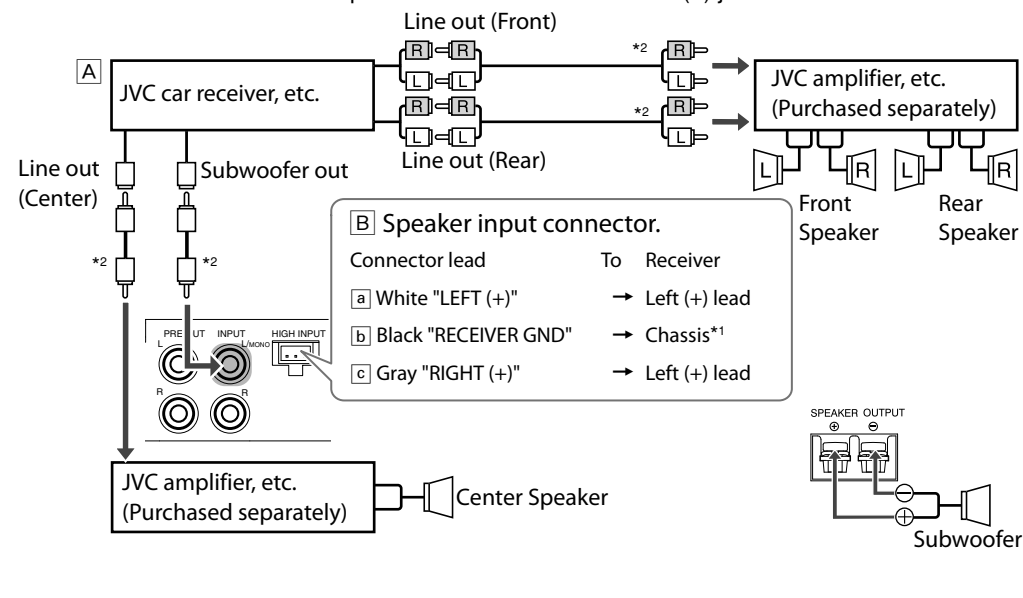 Line out (Front)
A
JVC car receiver, etc.
R R
L L
R R
L L
Line out (Rear)
*2 R
L
*2 R
L
JVC amplifier, etc.
(Purchased separately)
L R L R
Front
Speaker
Rear
Speaker
Line out
(Center)
Subwoofer out
*2 *2
B Speaker input connector.
Connector lead To Receiver
a White "LEFT (+)" → Left (+) lead
b Black "RECEIVER GND" → Chassis*1
c Gray "RIGHT (+)" → Left (+) lead
PRE UT INPUT HIGH INPUT
L L/MONO
R R
SPEAKER OUTPUT
⊕ ⊖
JVC amplifier, etc.
(Purchased separately)
Center Speaker
⊖
⊕
Subwoofer